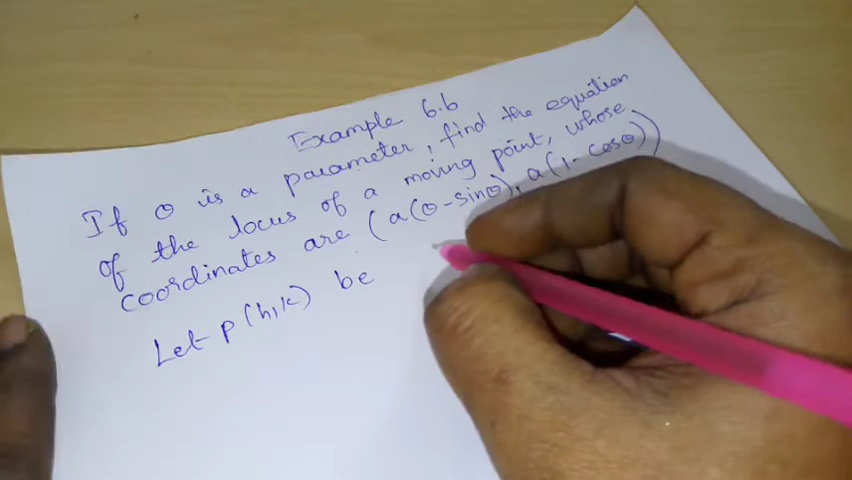 Example 6.6
If θ is a parameter, find the equation
of the locus of a moving point, whose
coordinates are (a(θ-sinθ), a(1-cosθ))
Let P(h,k) be